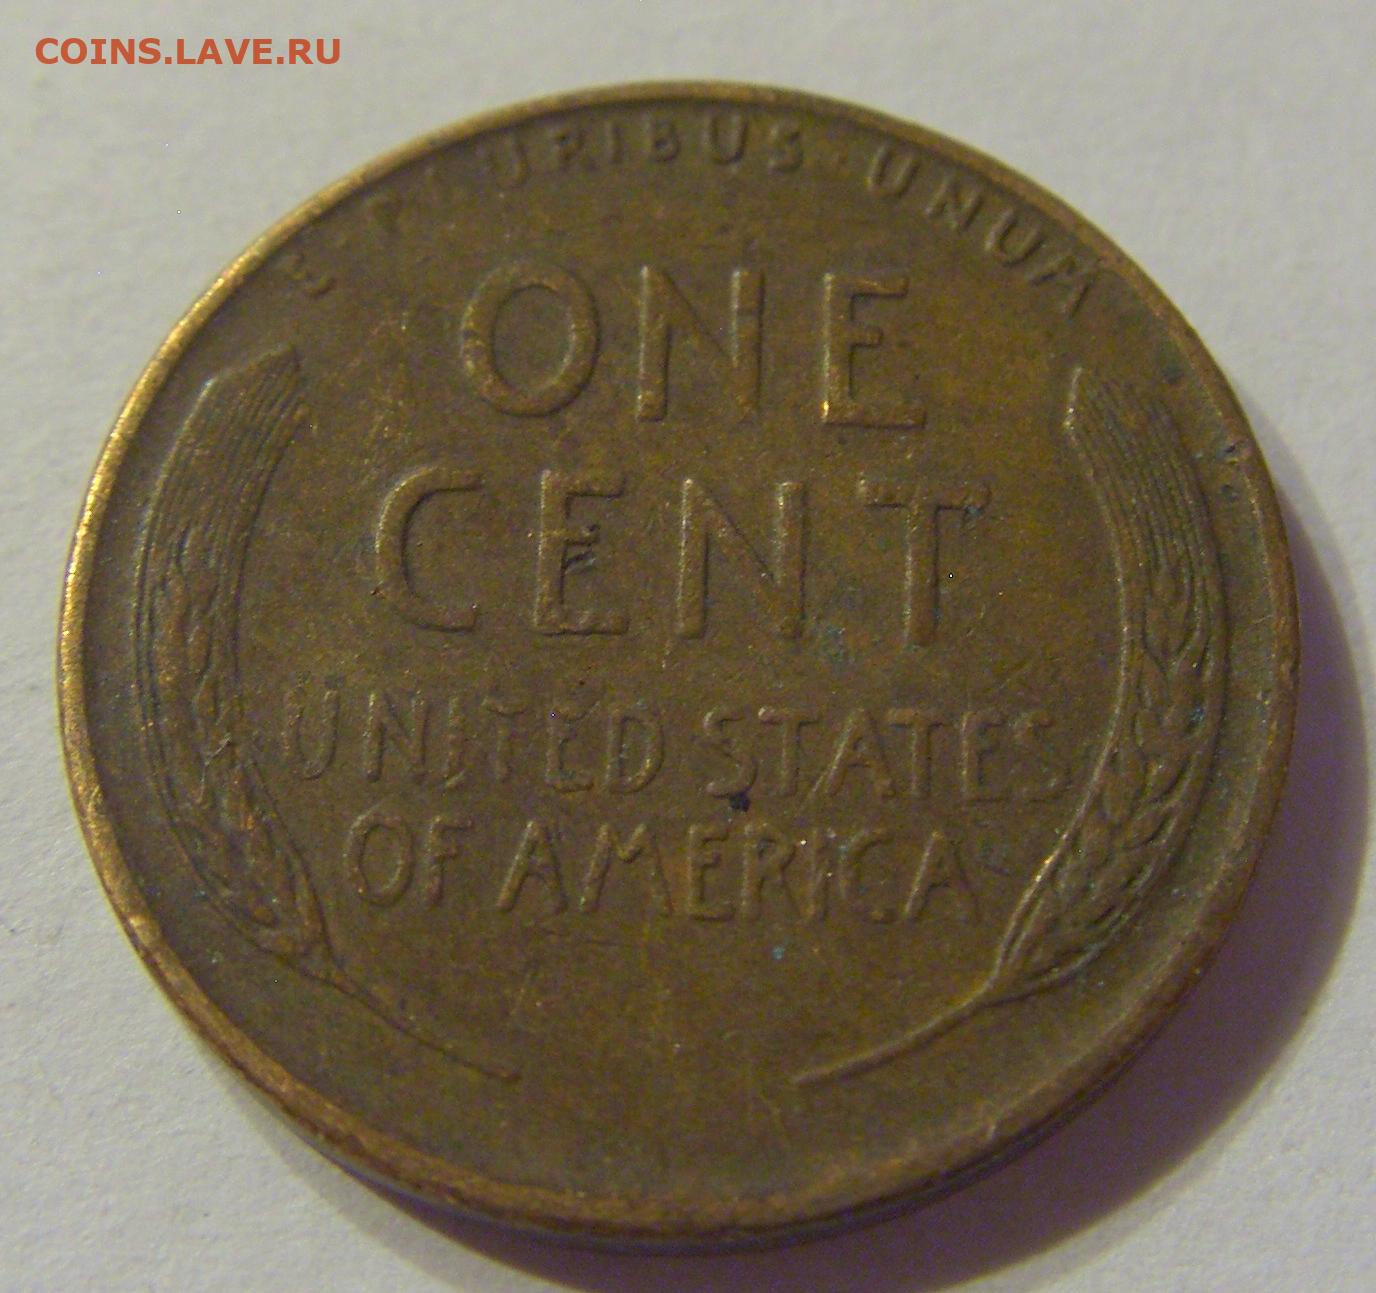 COINS.LAVE.RU
E · PLURIBUS · UNUM
ONE
CENT
UNITED STATES
OF AMERICA